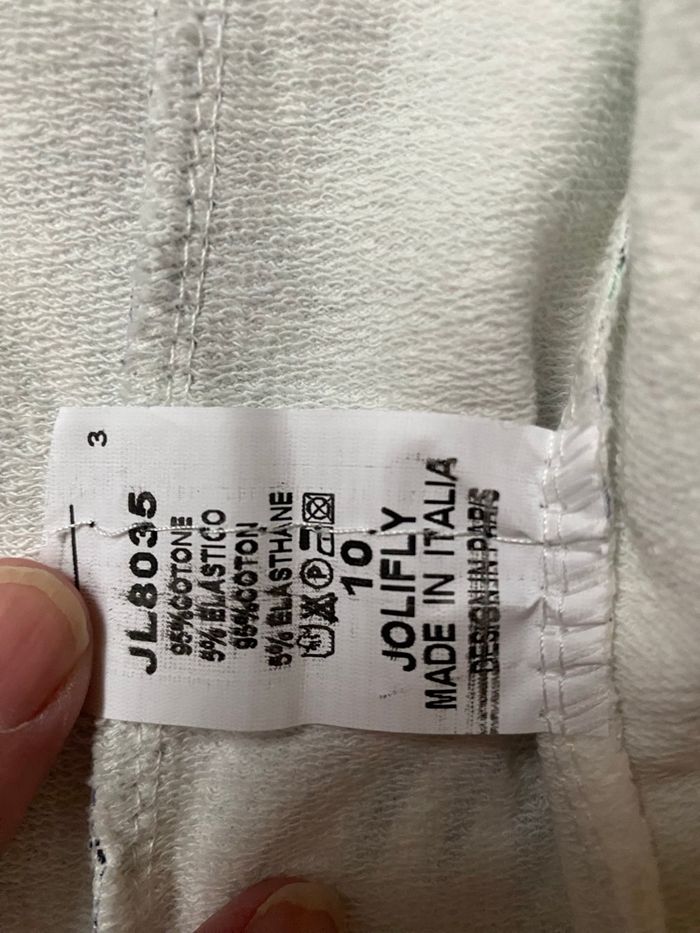 3
JL8035
95%COTONE
5% ELASTICO
95%COTON
5% ELASTHANE
P
10
JOLIFLY
MADE IN ITALIA
DESIGN IN PARIS